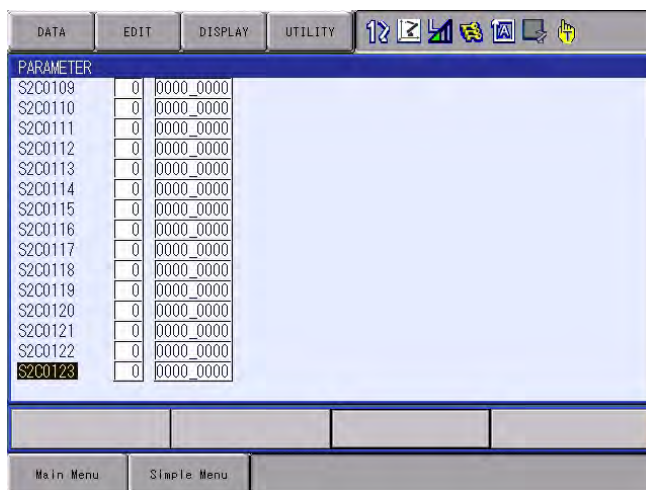 DATA EDIT DISPLAY UTILITY
PARAMETER
S2C0109 0 0000_0000
S2C0110 0 0000_0000
S2C0111 0 0000_0000
S2C0112 0 0000_0000
S2C0113 0 0000_0000
S2C0114 0 0000_0000
S2C0115 0 0000_0000
S2C0116 0 0000_0000
S2C0117 0 0000_0000
S2C0118 0 0000_0000
S2C0119 0 0000_0000
S2C0120 0 0000_0000
S2C0121 0 0000_0000
S2C0122 0 0000_0000
S2C0123 0 0000_0000
Main Menu Simple Menu